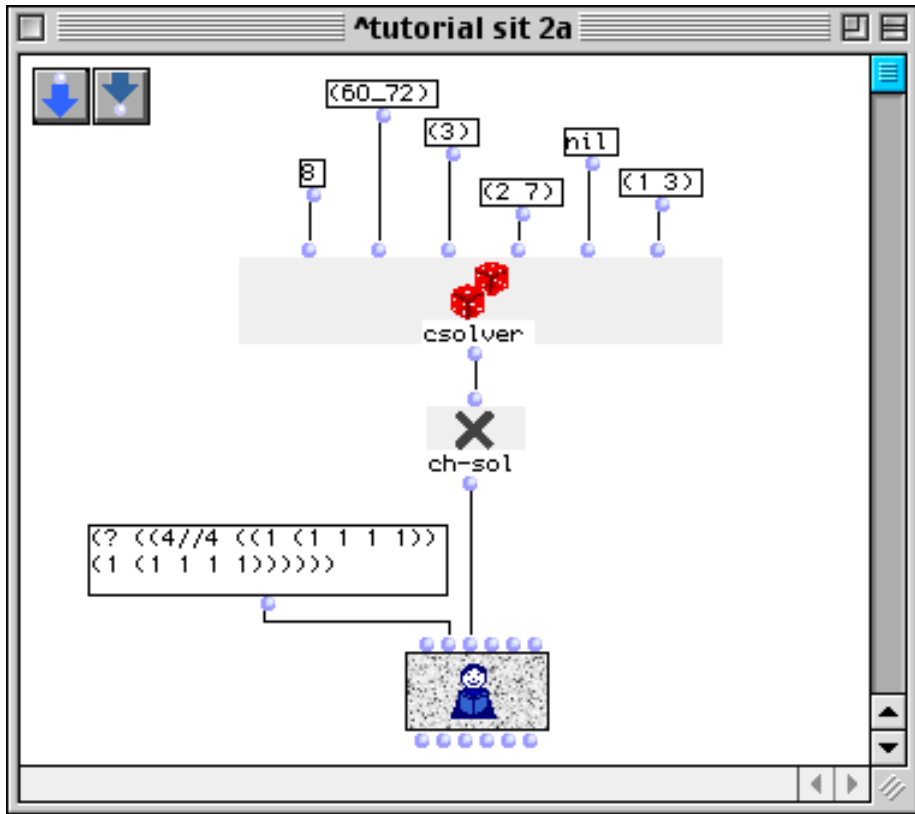 ^tutorial sit 2a
(60_72)
(3)
nil
8
(2 7)
(1 3)
csolver
ch-sol
(? ((4//4 ((1 (1 1 1 1))
(1 (1 1 1 1))))))